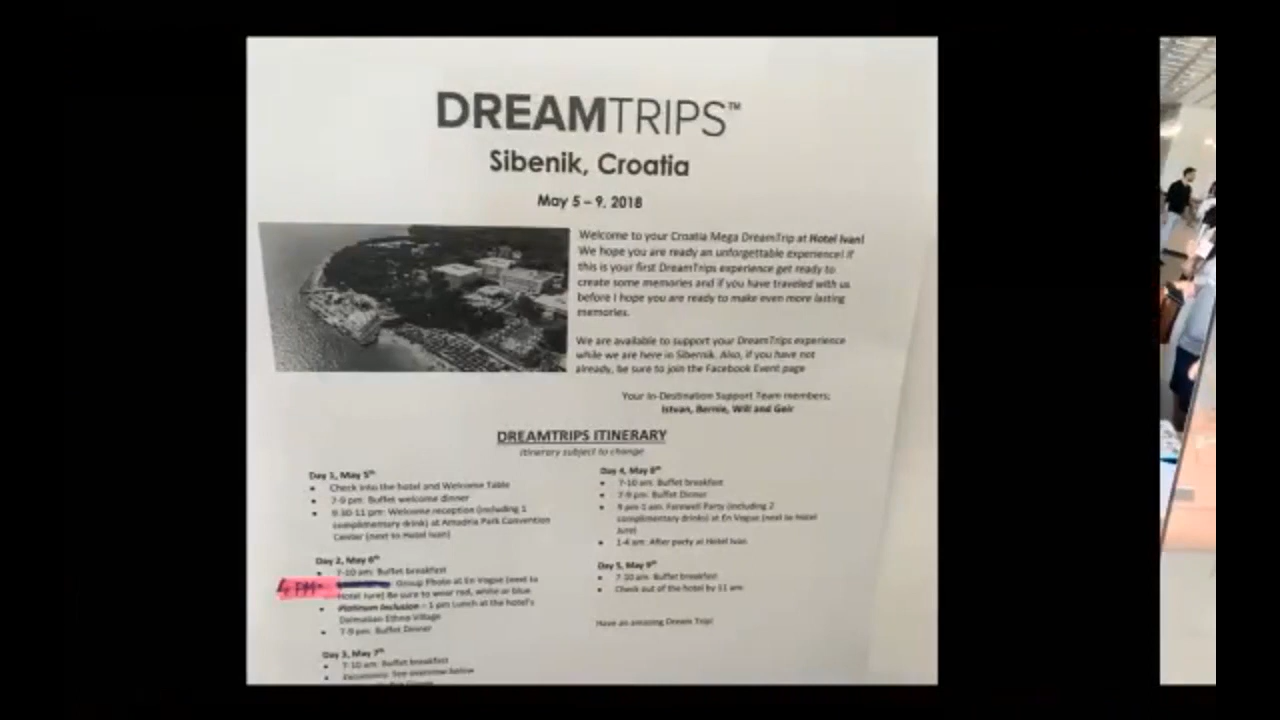 DREAMTRIPS™
Sibenik, Croatia
May 5 – 9, 2018
Welcome to your Croatia Mega DreamTrip at Hotel Ivan!
We hope you are ready an unforgettable experience! If
this is your first DreamTrips experience get ready to
create some memories and if you have traveled with us
before I hope you are ready to make even more lasting
memories.
We are available to support your DreamTrips experience
while we are here in Sibernik. Also, if you have not
already, be sure to join the Facebook Event page
Your In-Destination Support Team members;
Istvan, Bernie, Will and Geir
DREAMTRIPS ITINERARY
itinerary subject to change
Day 1, May 5th
• Check into the hotel and Welcome Table
• 7-9 pm: Buffet welcome dinner
• 9:30-11 pm: Welcome reception (including 1
complimentary drink) at Amadria Park Convention
Center (next to Hotel Ivan)
Day 2, May 6th
• 7-10 am: Buffet breakfast
4 PM- Group Photo at En Vogue (next to
Hotel Jure) Be sure to wear red, white or blue
• Platinum Inclusion – 1 pm Lunch at the hotel's
Dalmatian Ethno Village
• 7-9 pm: Buffet Dinner
Day 3, May 7th
• 7-10 am: Buffet breakfast
• Excursions: See overview below
Day 4, May 8th
• 7-10 am: Buffet breakfast
• 7-9 pm: Buffet Dinner
• 9 pm-1 am: Farewell Party (including 2
complimentary drinks) at En Vogue (next to Hotel
Jure)
• 1-4 am: After party at Hotel Ivan
Day 5, May 9th
• 7-10 am: Buffet breakfast
• Check out of the hotel by 11 am
Have an amazing Dream Trip!